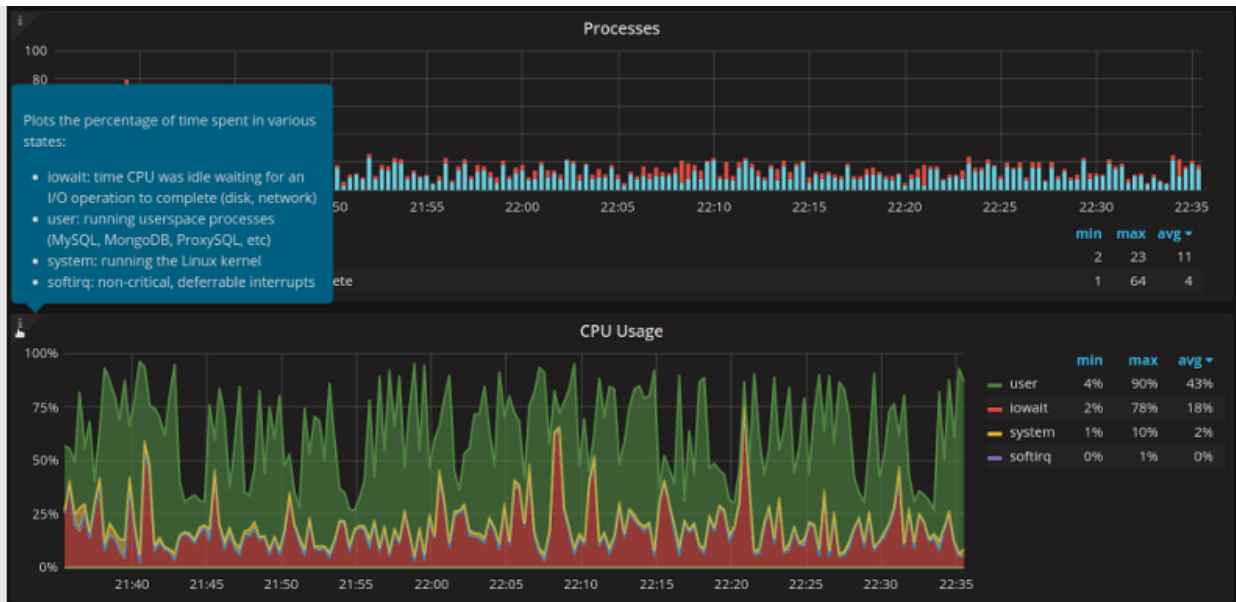 Processes
100
80
Plots the percentage of time spent in various
states:
• iowait: time CPU was idle waiting for an
I/O operation to complete (disk, network)
• user: running userspace processes
(MySQL, MongoDB, ProxySQL, etc)
• system: running the Linux kernel
• softirq: non-critical, deferrable interrupts
50 21:55 22:00 22:05 22:10 22:15 22:20 22:25 22:30 22:35
min max avg
2 23 11
ete 1 64 4
CPU Usage
100%
75%
50%
25%
0%
21:40 21:45 21:50 21:55 22:00 22:05 22:10 22:15 22:20 22:25 22:30 22:35
min max avg
user 4% 90% 43%
iowait 2% 78% 18%
system 1% 10% 2%
softirq 0% 1% 0%